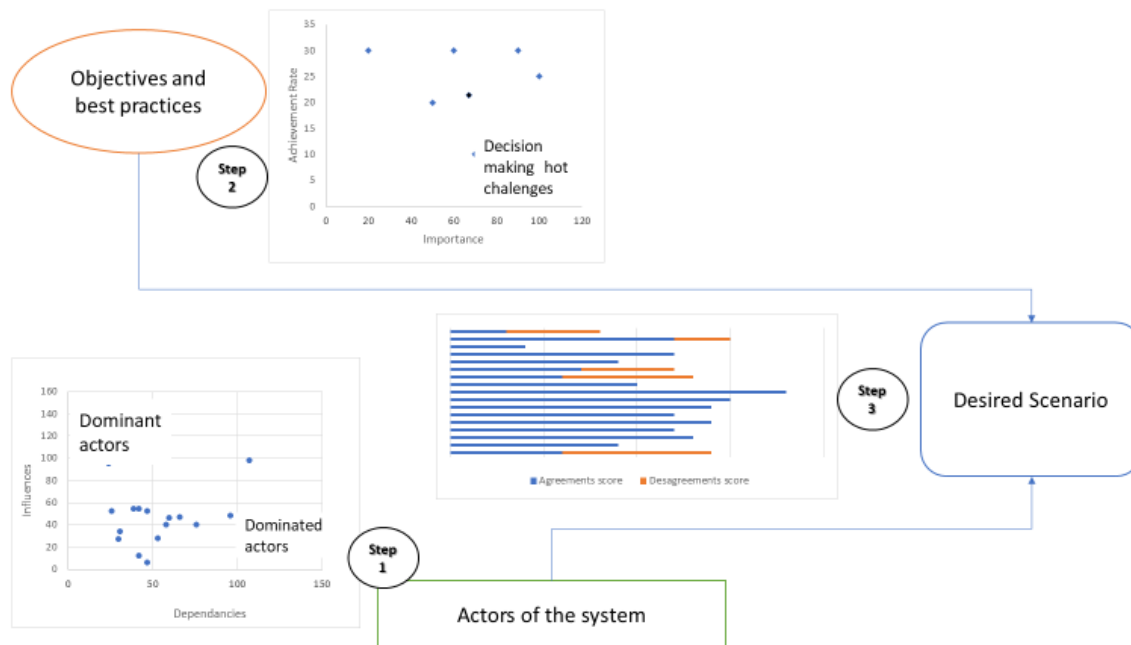 Objectives and
best practices
Step
2
35
30
25
20
15
10
5
0
Achievement Rate
Decision
making hot
chalenges
0 20 40 60 80 100 120
Importance
Step
3
Agreements score Desagreements score
Desired Scenario
160
140
120
100
80
60
40
20
0
Influences
Dominant
actors
Dominated
actors
0 50 100 150
Dependancies
Step
1
Actors of the system